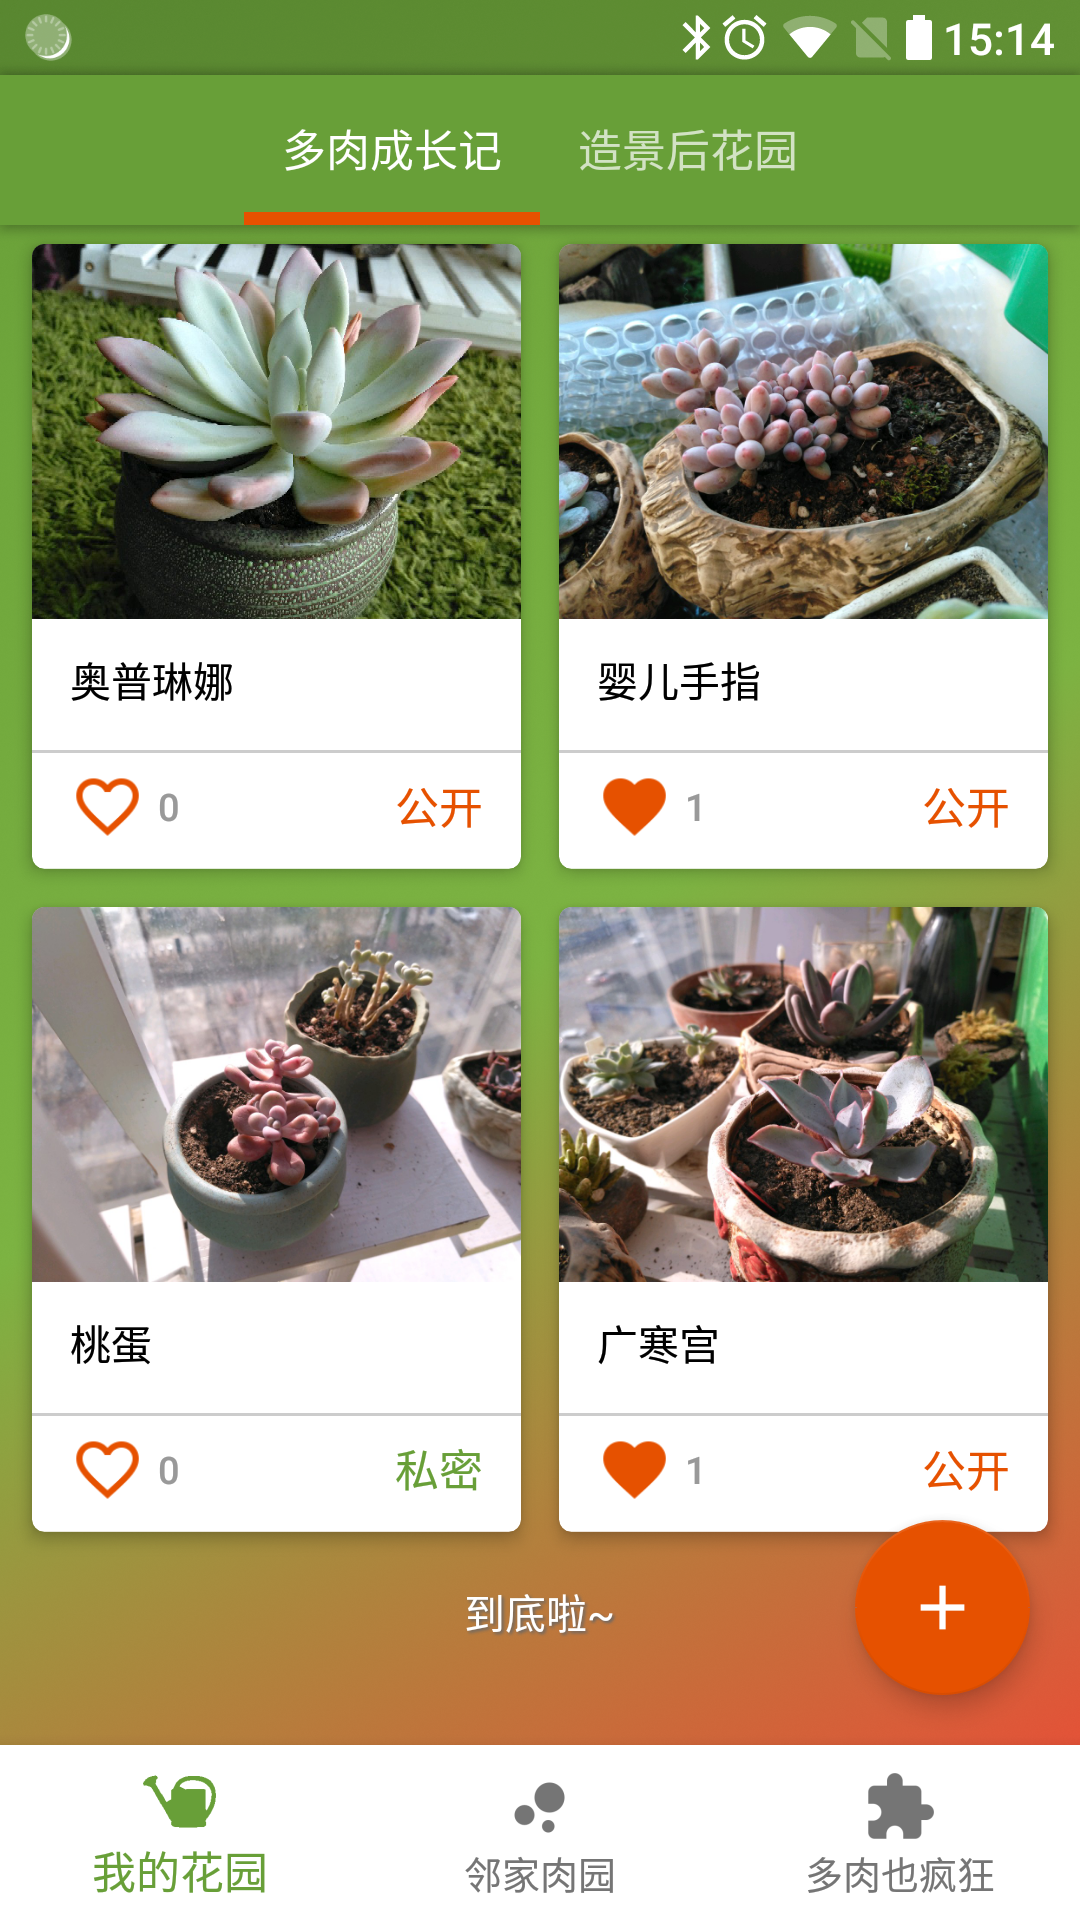 15:14
多肉成长记 造景后花园
奥普琳娜
0 公开
婴儿手指
1 公开
桃蛋
0 私密
广寒宫
1 公开
到底啦~
我的花园 邻家肉园 多肉也疯狂